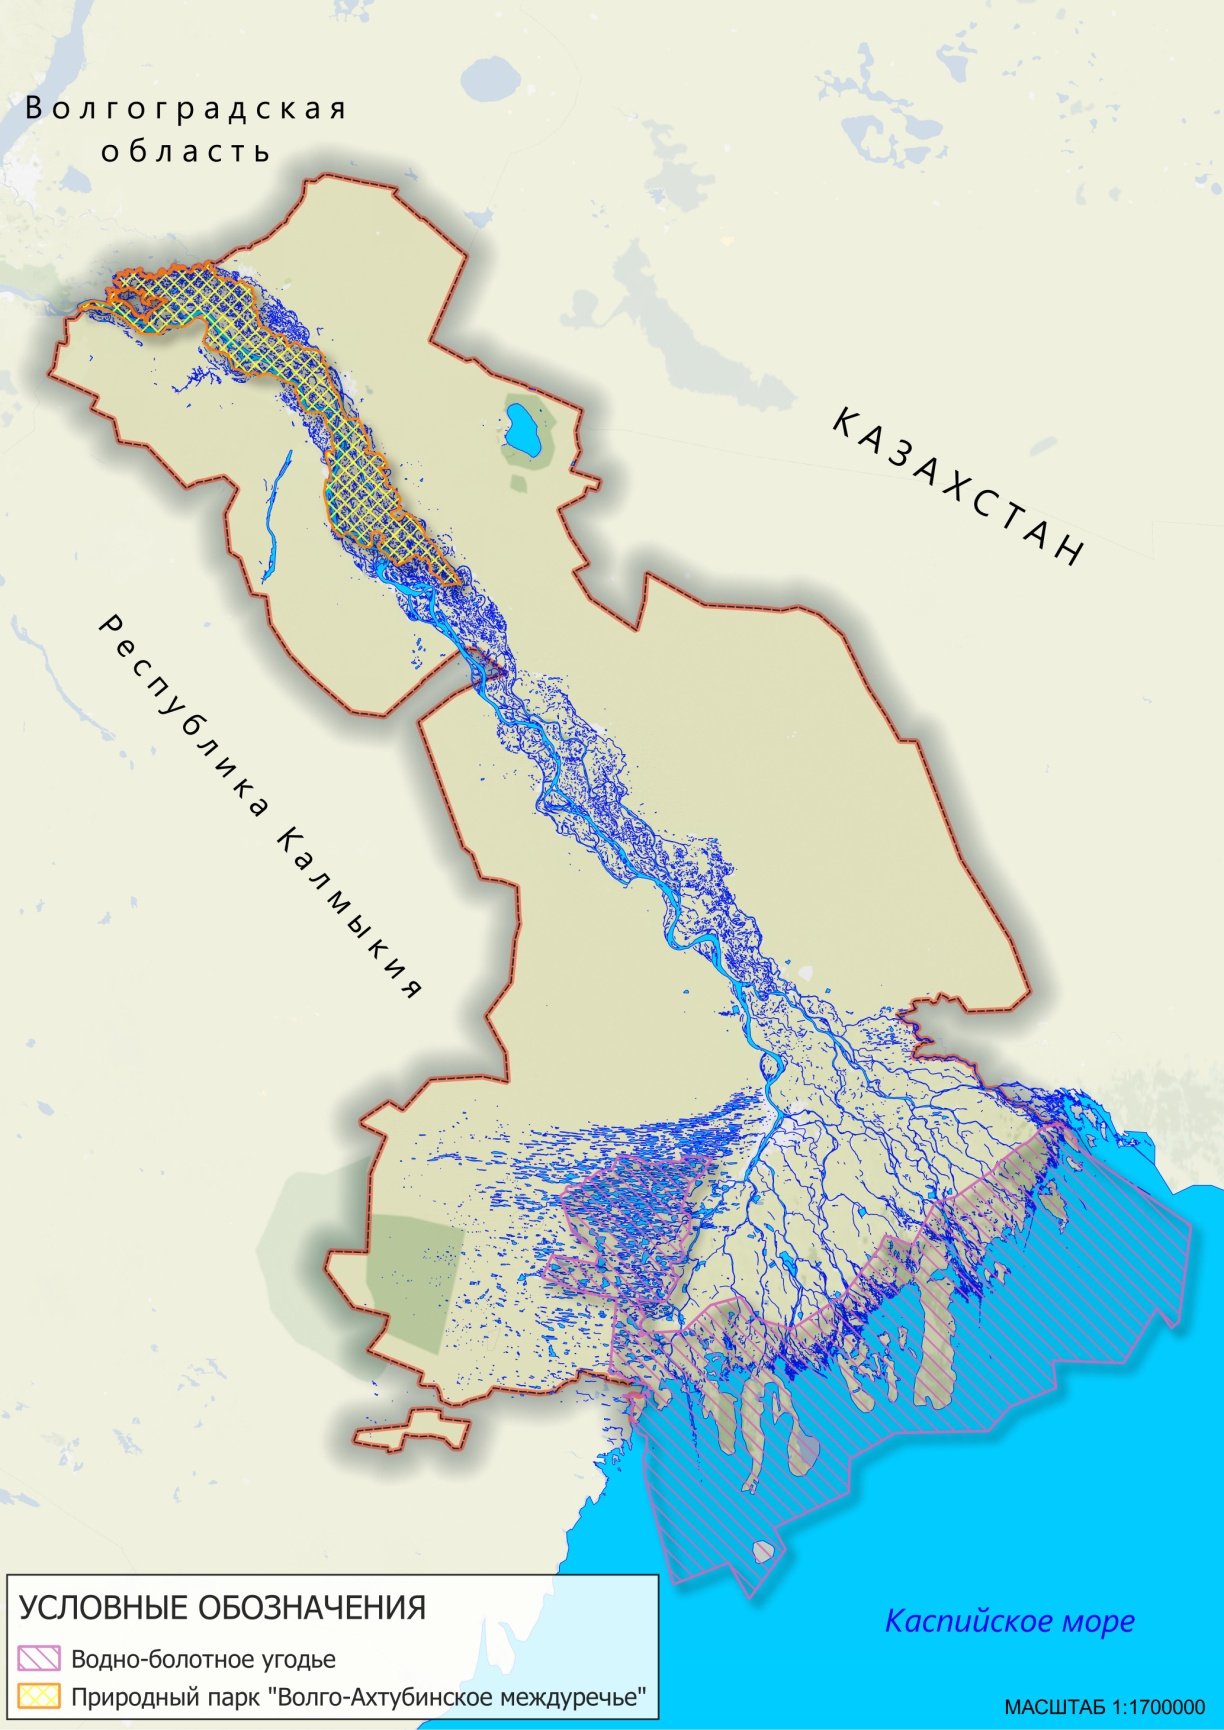 Волгоградская
область
КАЗАХСТАН
Республика Калмыкия
УСЛОВНЫЕ ОБОЗНАЧЕНИЯ
Водно-болотное угодье
Природный парк "Волго-Ахтубинское междуречье"
Каспийское море
МАСШТАБ 1:1700000